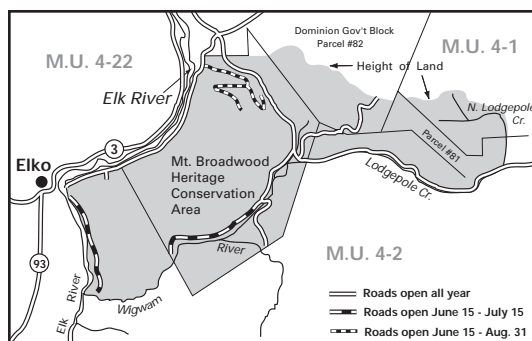 Dominion Gov't Block
Parcel #82
M.U. 4-1
M.U. 4-22
Height of Land
Elk River
N. Lodgepole
Cr.
3
Parcel #81
Elko
Mt. Broadwood
Heritage
Conservation
Area
Lodgepole Cr.
93
River
M.U. 4-2
Elk River
Wigwam
Roads open all year
Roads open June 15 - July 15
Roads open June 15 - Aug. 31